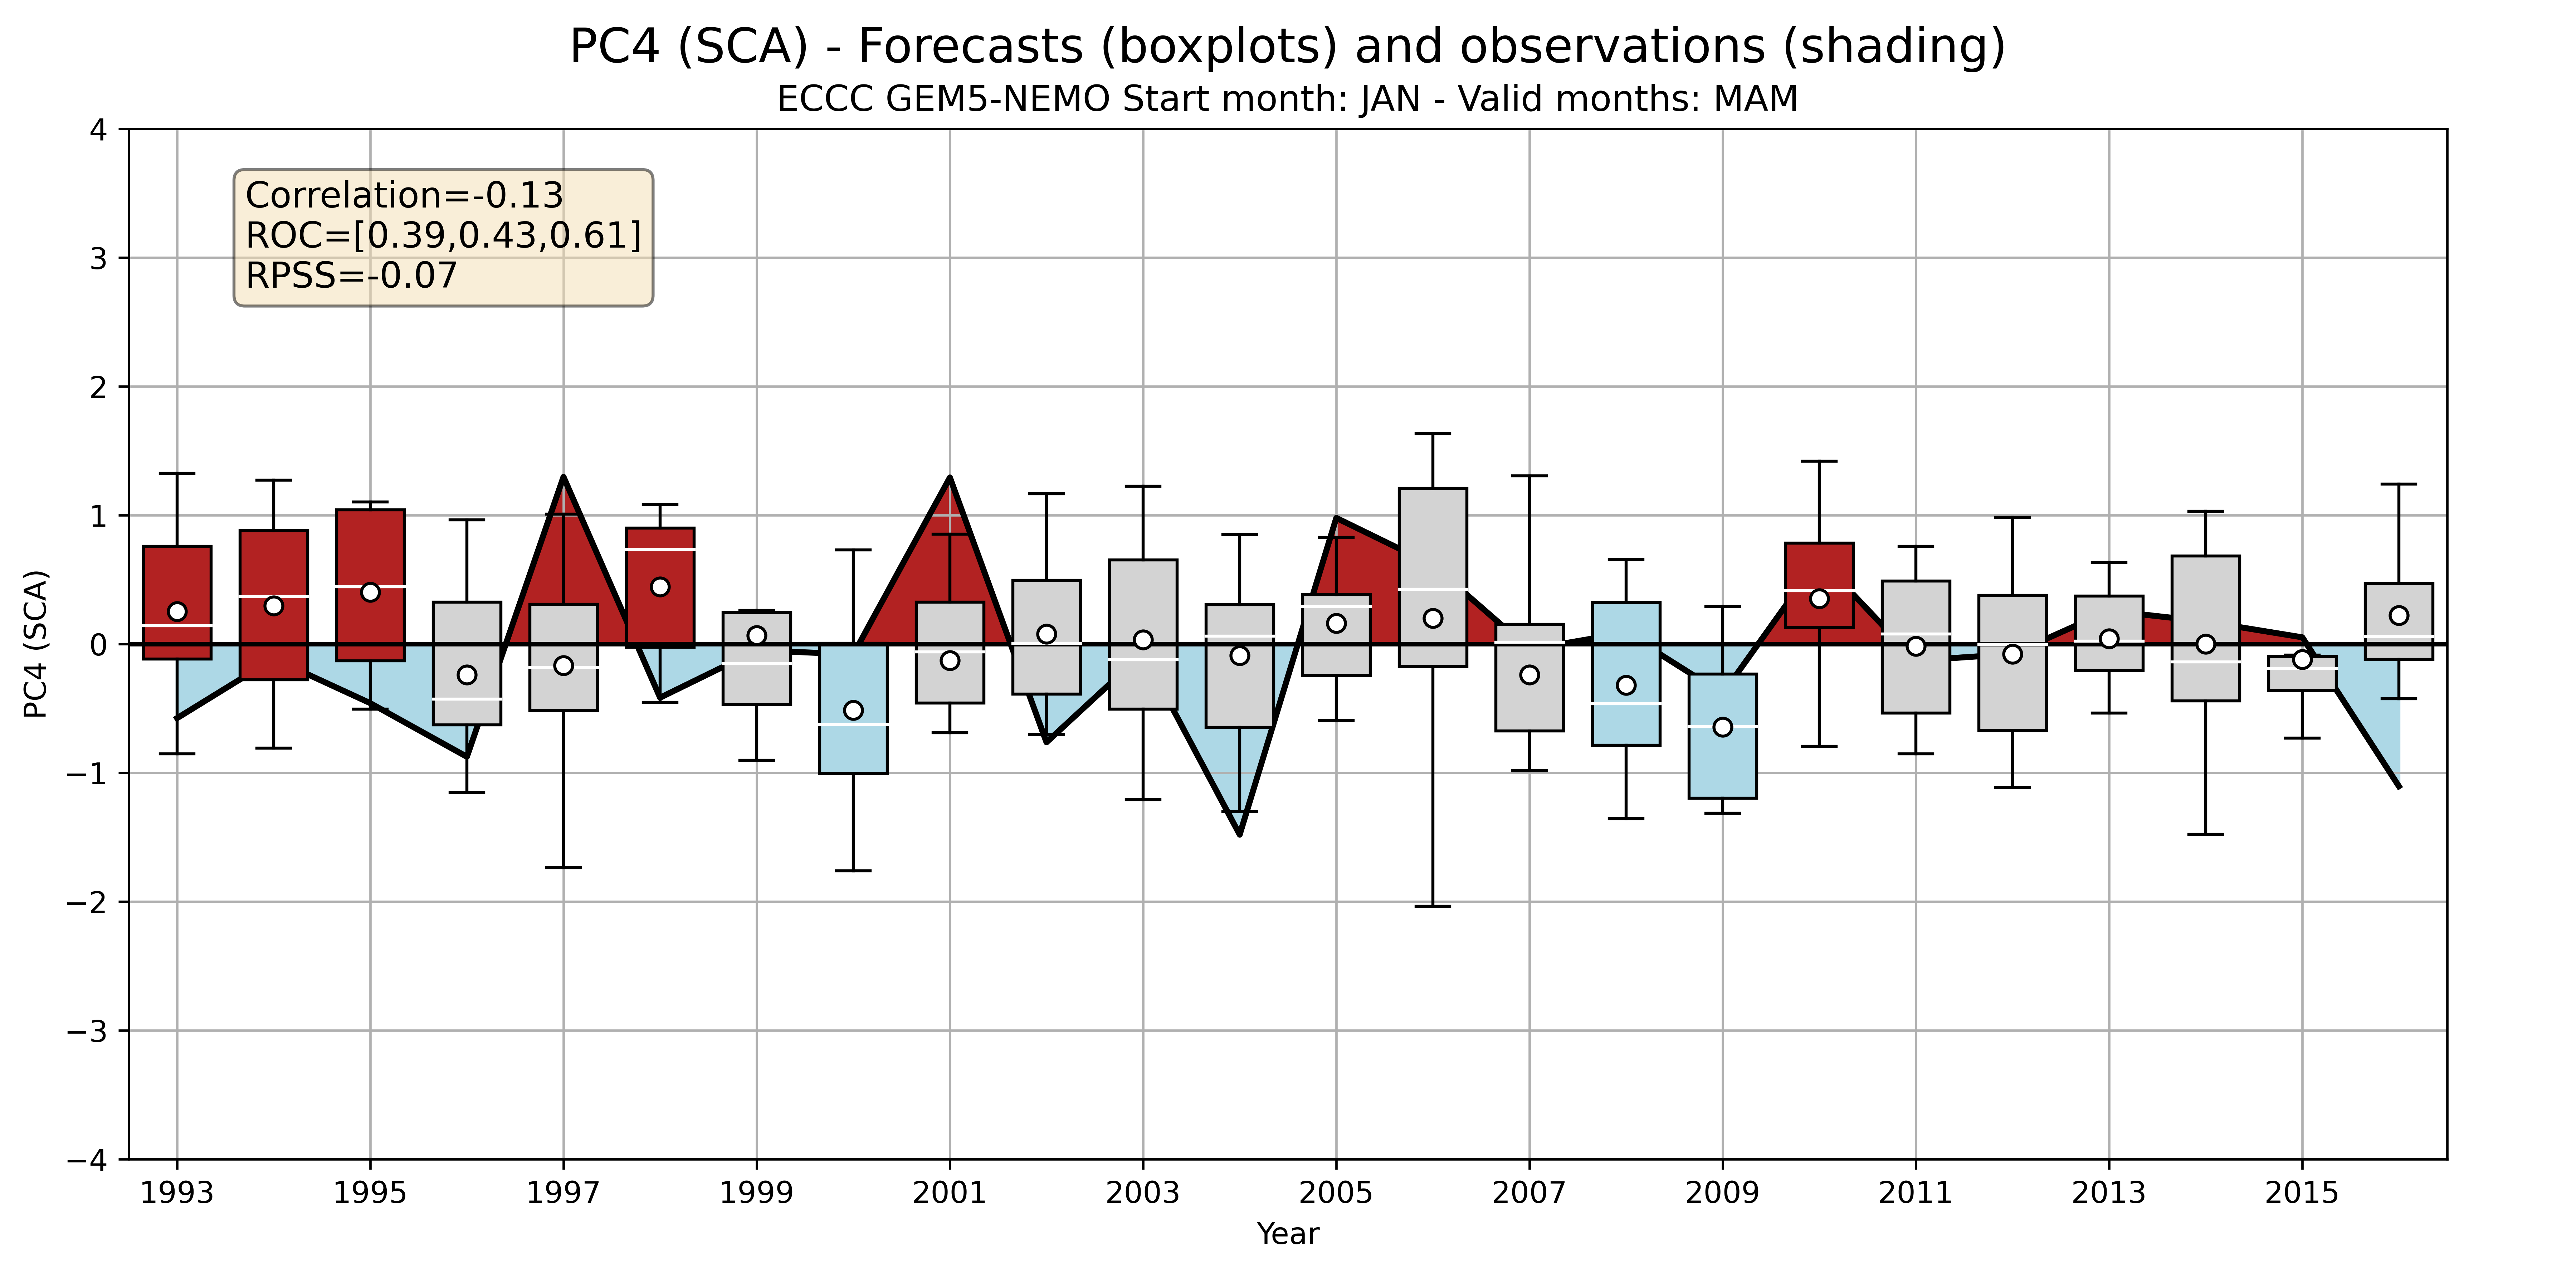 PC4 (SCA) - Forecasts (boxplots) and observations (shading)
ECCC GEM5-NEMO Start month: JAN - Valid months: MAM
Correlation=-0.13
ROC=[0.39,0.43,0.61]
RPSS=-0.07
PC4 (SCA)
4
3
2
1
0
−1
−2
−3
−4
1993 1995 1997 1999 2001 2003 2005 2007 2009 2011 2013 2015
Year